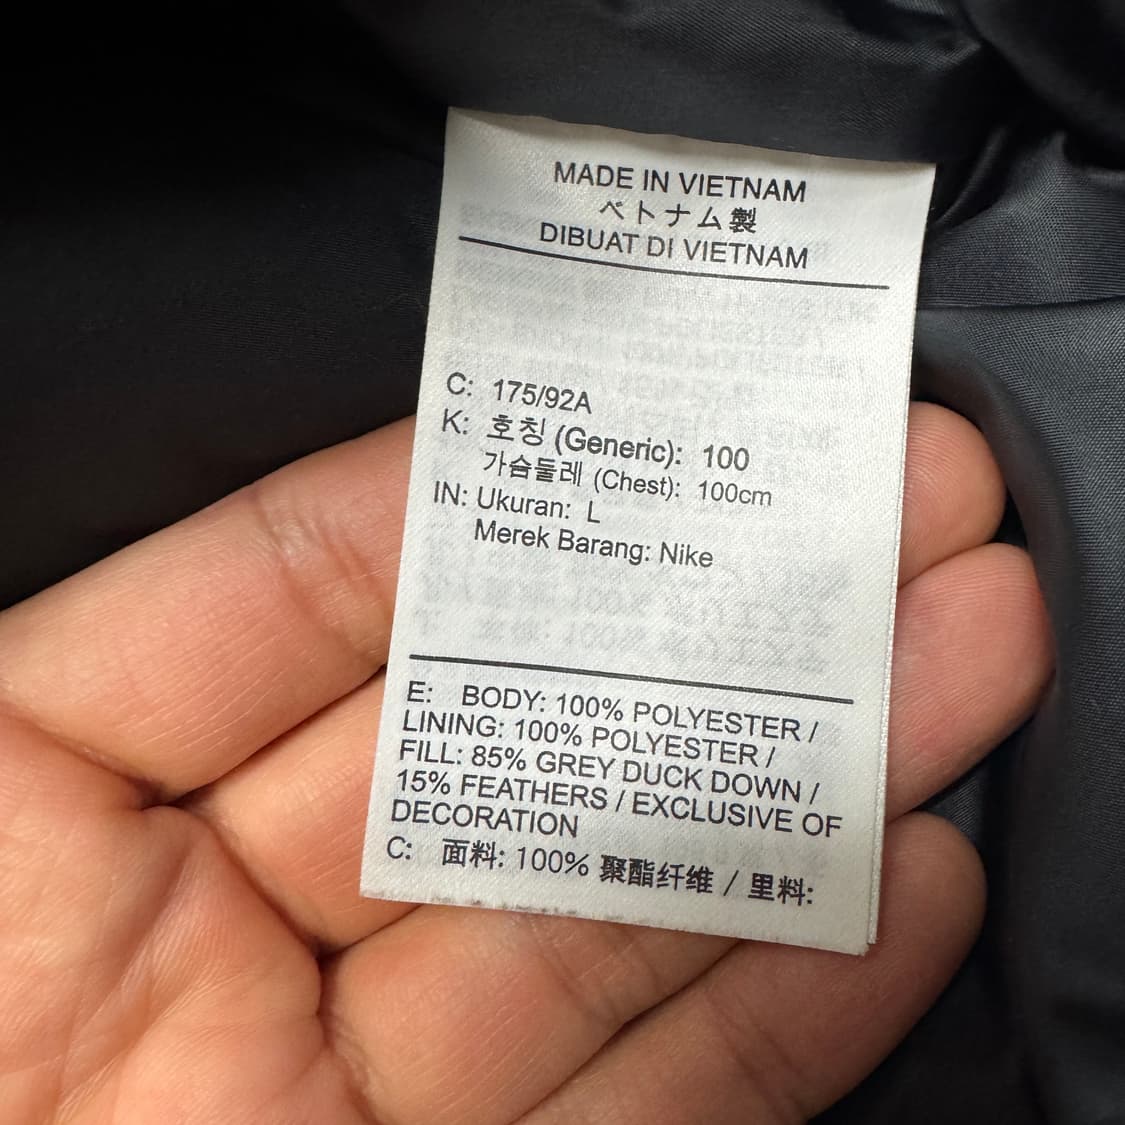 MADE IN VIETNAM
ベトナム製
DIBUAT DI VIETNAM
C: 175/92A
K: 호칭 (Generic): 100
가슴둘레 (Chest): 100cm
IN: Ukuran: L
Merek Barang: Nike
E: BODY: 100% POLYESTER /
LINING: 100% POLYESTER /
FILL: 85% GREY DUCK DOWN /
15% FEATHERS / EXCLUSIVE OF
DECORATION
C: 面料: 100% 聚酯纤维 / 里料: